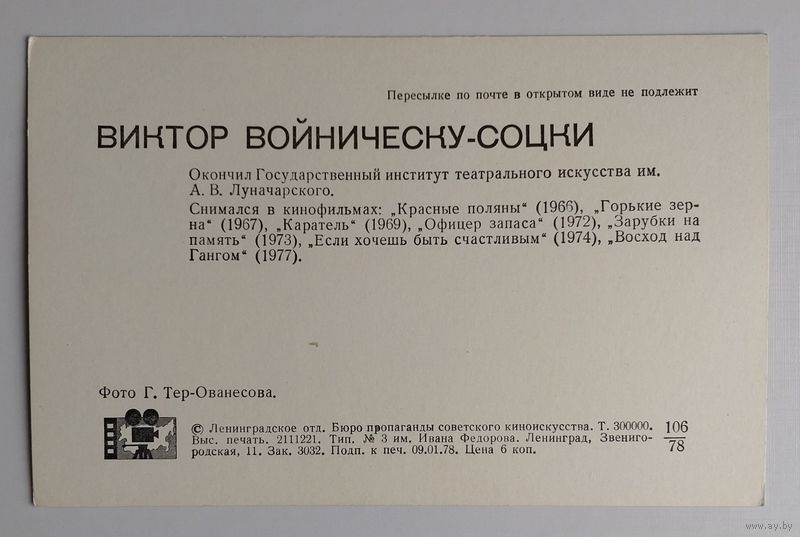 Пересылке по почте в открытом виде не подлежит
ВИКТОР ВОЙНИЧЕСКУ-СОЦКИ
Окончил Государственный институт театрального искусства им.
А. В. Луначарского.
Снимался в кинофильмах: „Красные поляны“ (1966), „Горькие зер-
на“ (1967), „Каратель“ (1969), „Офицер запаса“ (1972), „Зарубки на
память“ (1973), „Если хочешь быть счастливым“ (1974), „Восход над
Гангом“ (1977).
Фото Г. Тер-Ованесова.
© Ленинградское отд. Бюро пропаганды советского киноискусства. Т. 300000.
Выс. печать. 2111221. Тип. № 3 им. Ивана Федорова. Ленинград, Звениго-
родская, 11. Зак. 3032. Подп. к печ. 09.01.78. Цена 6 коп.
106
78
www.ay.by